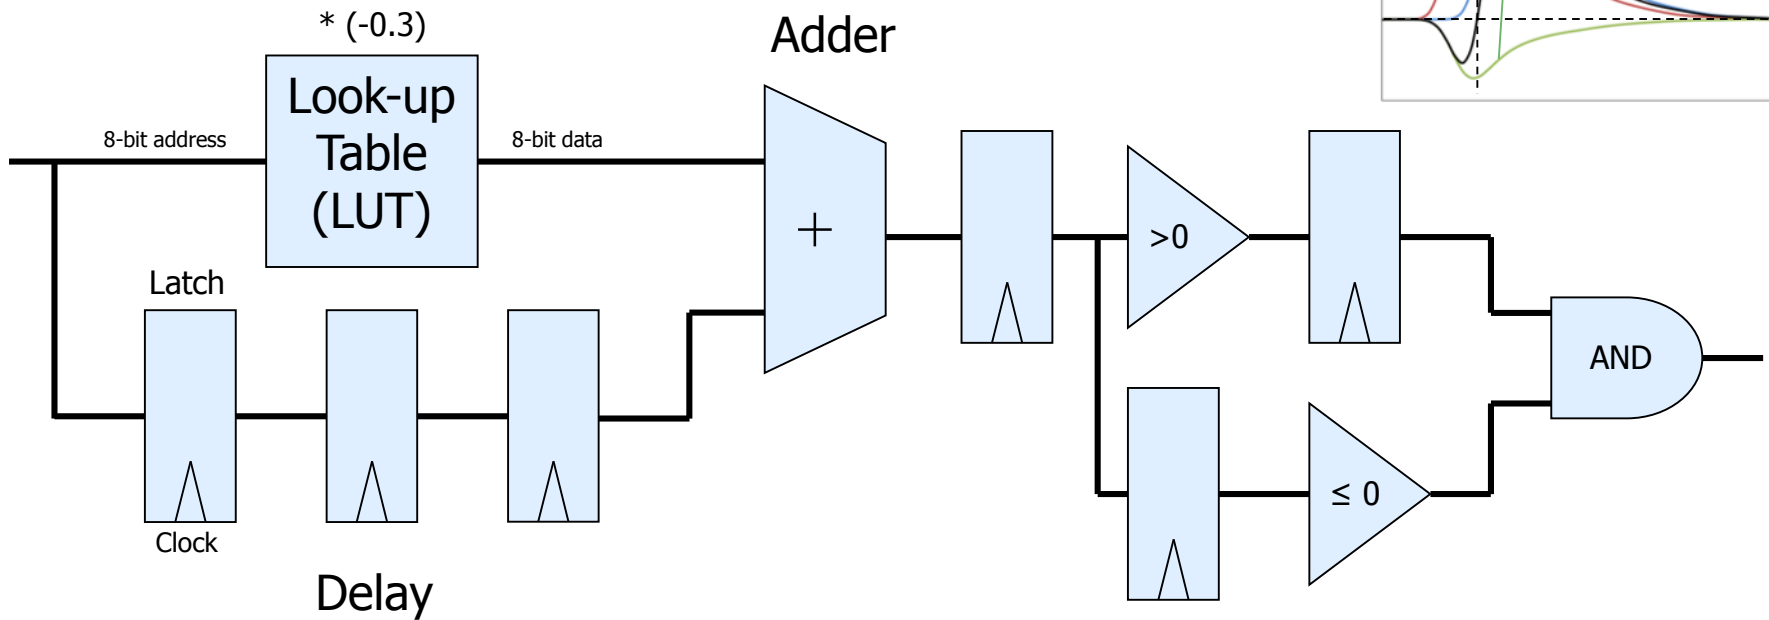 * (-0.3)
Adder
Look-up
Table
(LUT)
8-bit address
8-bit data
+
>0
Latch
AND
≤ 0
Clock
Delay